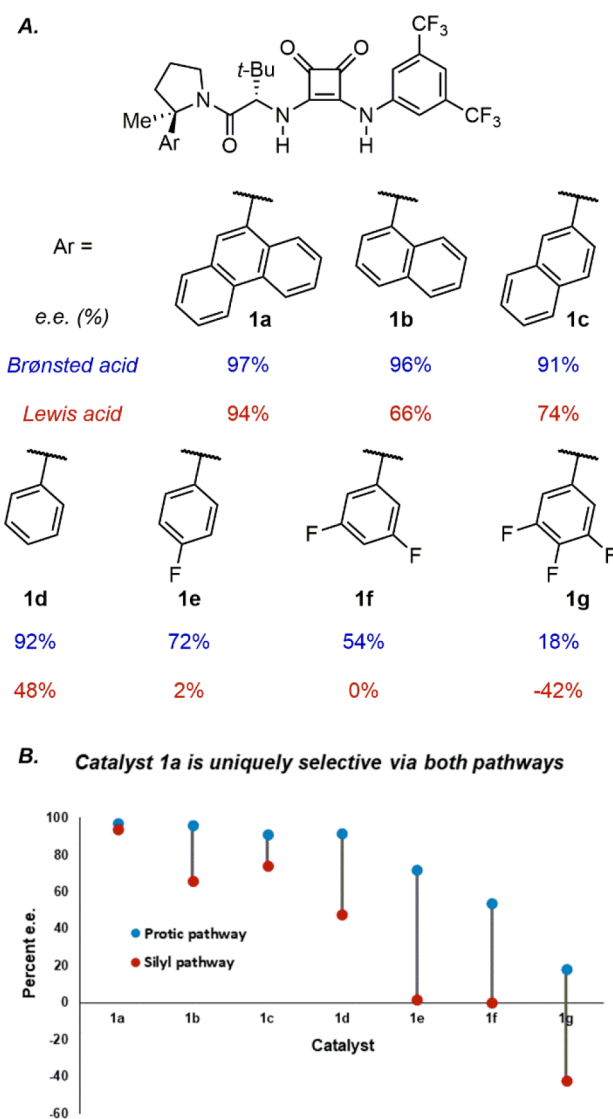 A.
CF3
O O
t-Bu
N
Me
N N
CF3
Ar O H H
Ar =
e.e. (%) 1a 1b 1c
Brønsted acid 97% 96% 91%
Lewis acid 94% 66% 74%
F F F F
F F
1d 1e 1f 1g
92% 72% 54% 18%
48% 2% 0% -42%
B. Catalyst 1a is uniquely selective via both pathways
100
80
60
40
20
0
-20
-40
-60
Percent e.e.
Protic pathway
Silyl pathway
1a 1b 1c 1d 1e 1f 1g
Catalyst